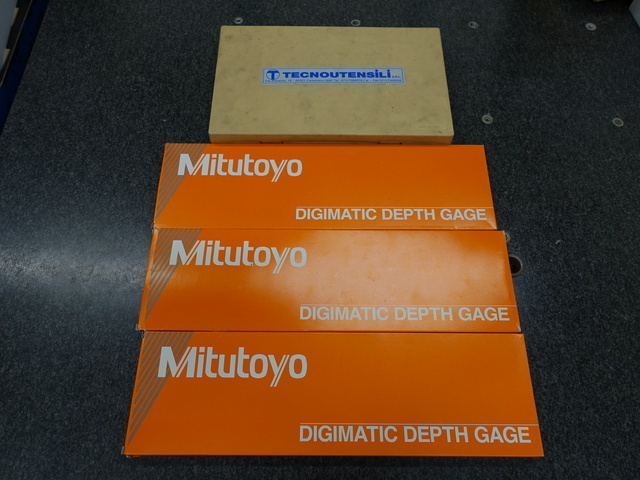 TECNOUTENSILI S.R.L.
Mitutoyo
DIGIMATIC DEPTH GAGE
Mitutoyo
DIGIMATIC DEPTH GAGE
Mitutoyo
DIGIMATIC DEPTH GAGE